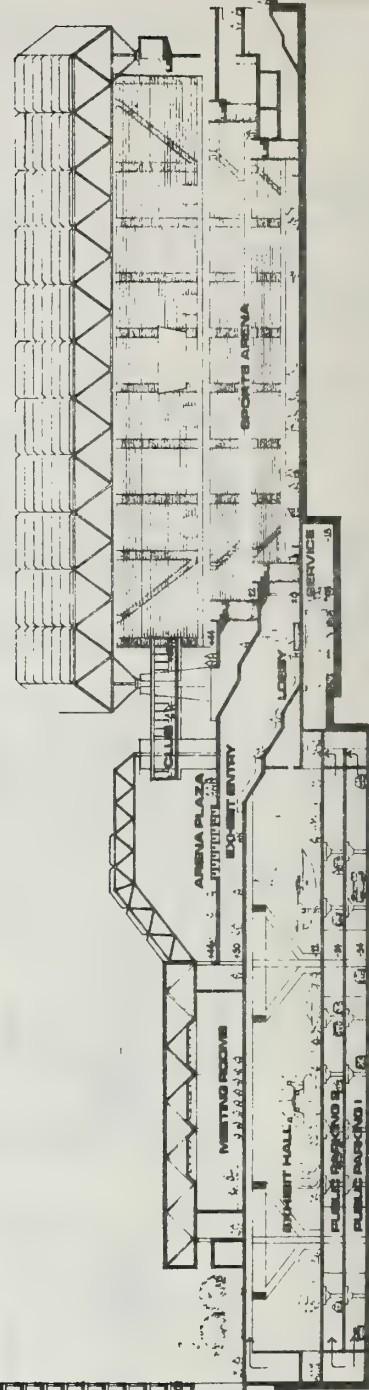 SPORTS ARENA
SERVICE
LOBBY
CLUB
ARENA PLAZA
EXHIBIT ENTRY
MEETING ROOMS
EXHIBIT HALL
PUBLIC PARKING 2
PUBLIC PARKING 1